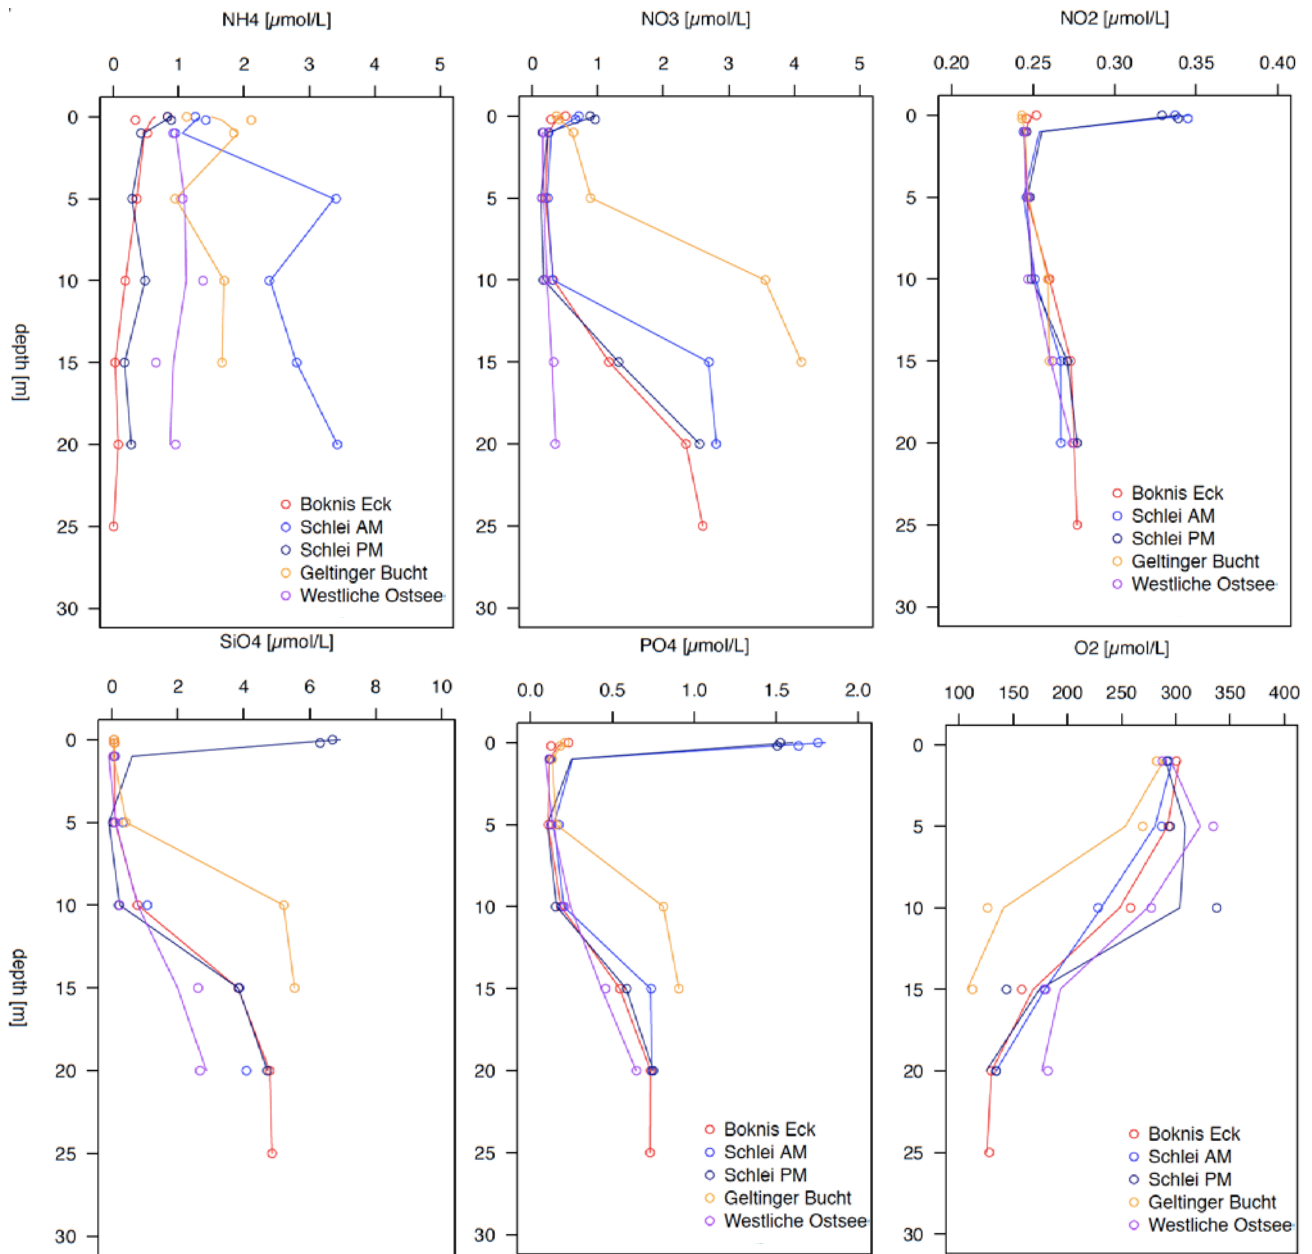 NH4 [µmol/L]
0 1 2 3 4 5
NO3 [µmol/L]
0 1 2 3 4 5
NO2 [µmol/L]
0.20 0.25 0.30 0.35 0.40
depth [m]
0
5
10
15
20
25
30
Boknis Eck
Schlei AM
Schlei PM
Geltinger Bucht
Westliche Ostsee
0
5
10
15
20
25
30
0
5
10
15
20
25
30
Boknis Eck
Schlei AM
Schlei PM
Geltinger Bucht
Westliche Ostsee
SiO4 [µmol/L]
0 2 4 6 8 10
PO4 [µmol/L]
0.0 0.5 1.0 1.5 2.0
O2 [µmol/L]
100 150 200 250 300 350 400
depth [m]
0
5
10
15
20
25
30
0
5
10
15
20
25
30
Boknis Eck
Schlei AM
Schlei PM
Geltinger Bucht
Westliche Ostsee
0
5
10
15
20
25
30
Boknis Eck
Schlei AM
Schlei PM
Geltinger Bucht
Westliche Ostsee